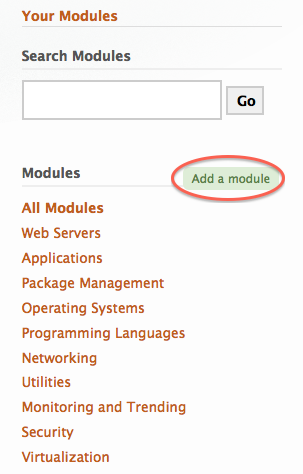 Your Modules
Search Modules
Go
Modules
Add a module
All Modules
Web Servers
Applications
Package Management
Operating Systems
Programming Languages
Networking
Utilities
Monitoring and Trending
Security
Virtualization